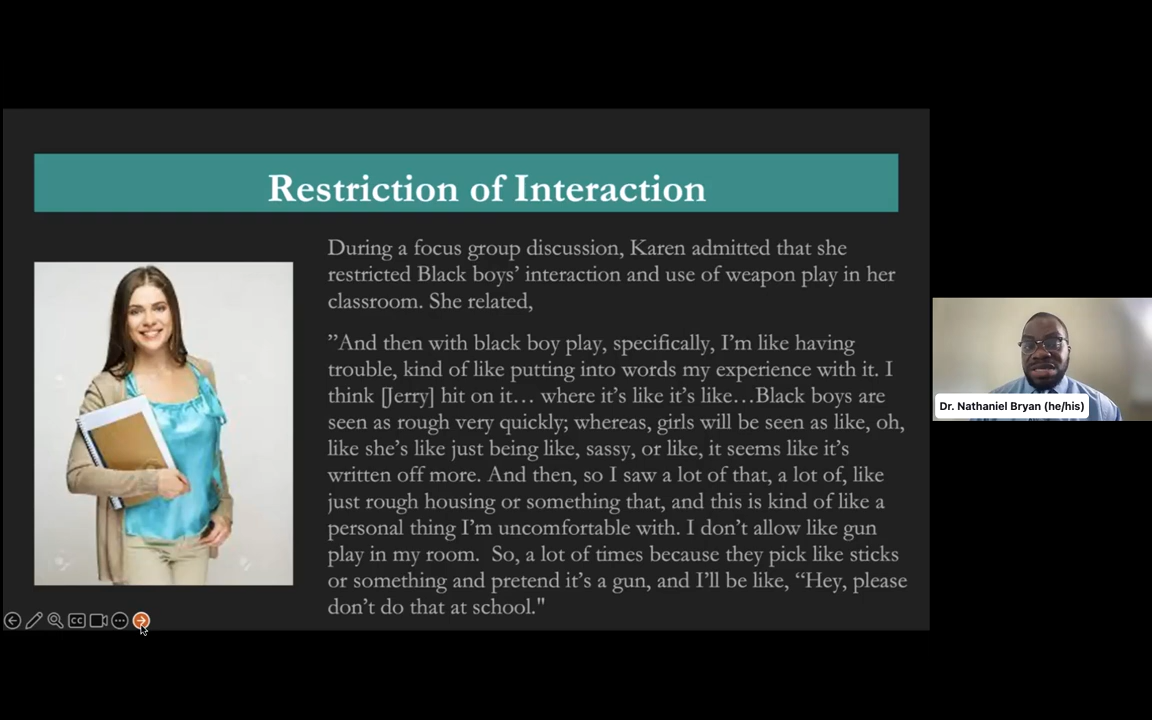 Restriction of Interaction
During a focus group discussion, Karen admitted that she
restricted Black boys’ interaction and use of weapon play in her
classroom. She related,
”And then with black boy play, specifically, I’m like having
trouble, kind of like putting into words my experience with it. I
think [Jerry] hit on it… where it’s like it’s like…Black boys are
seen as rough very quickly; whereas, girls will be seen as like, oh,
like she’s like just being like, sassy, or like, it seems like it’s
written off more. And then, so I saw a lot of that, a lot of, like
just rough housing or something that, and this is kind of like a
personal thing I’m uncomfortable with. I don’t allow like gun
play in my room.  So, a lot of times because they pick like sticks
or something and pretend it’s a gun, and I’ll be like, “Hey, please
don’t do that at school."
CC
Dr. Nathaniel Bryan (he/his)